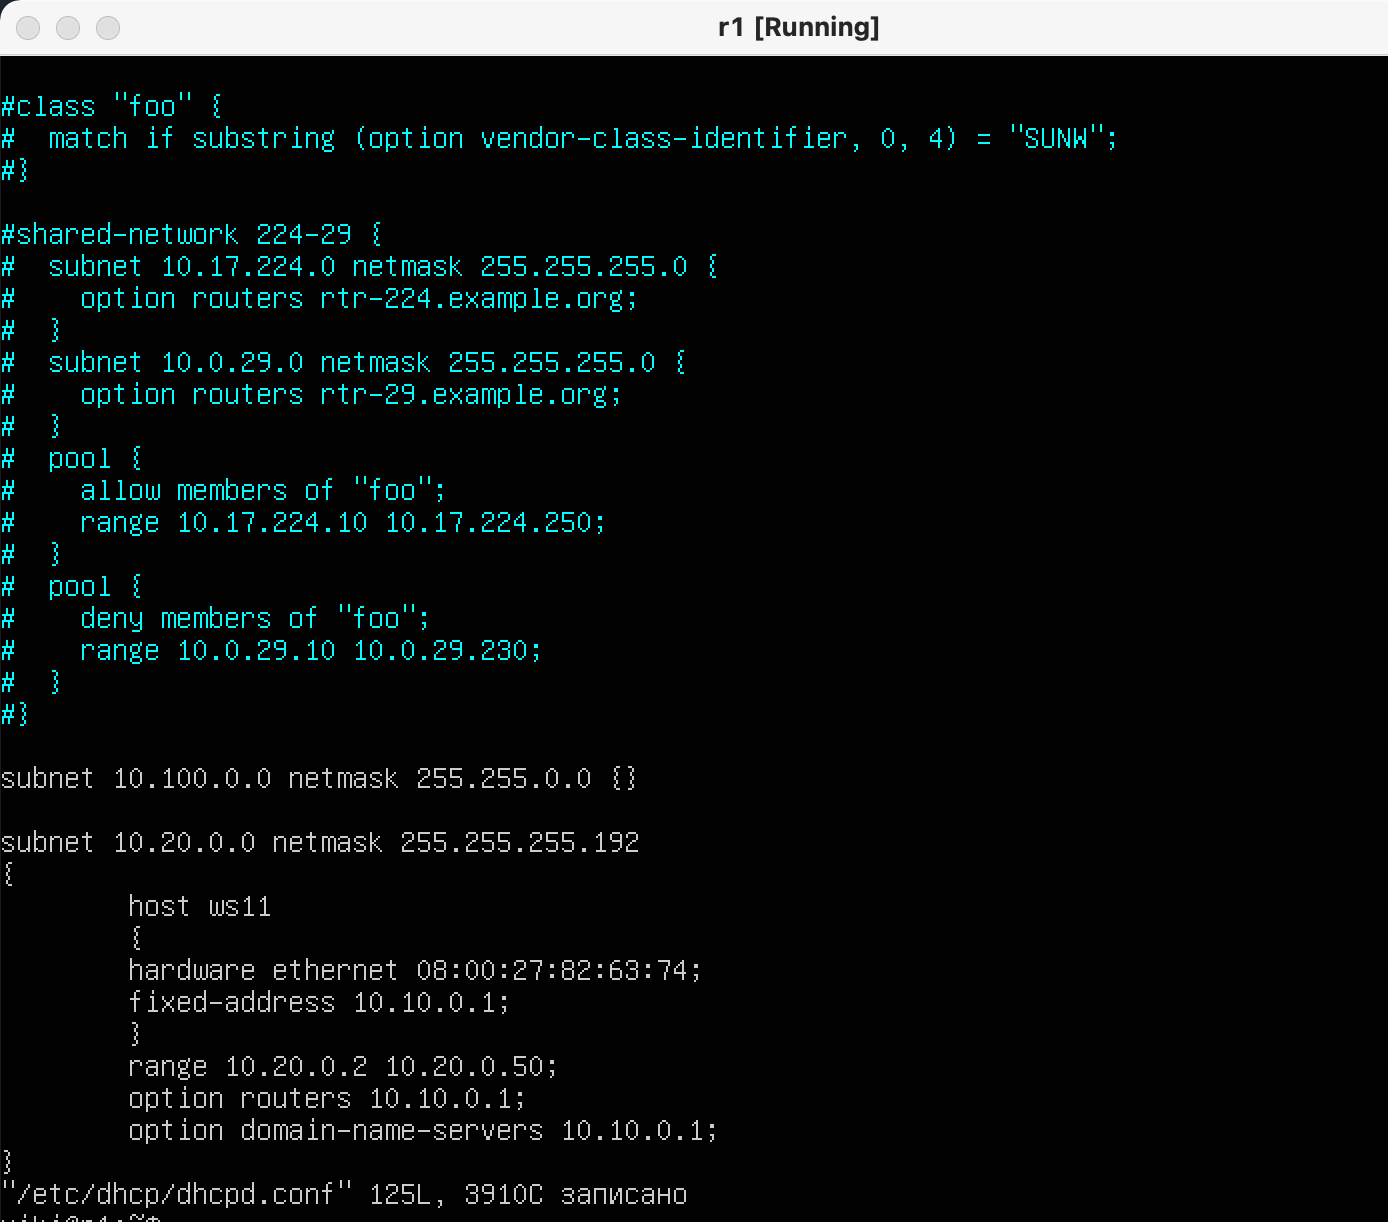 r1 [Running]
#class "foo" {
#  match if substring (option vendor-class-identifier, 0, 4) = "SUNW";
#}
#shared-network 224-29 {
#  subnet 10.17.224.0 netmask 255.255.255.0 {
#    option routers rtr-224.example.org;
#  }
#  subnet 10.0.29.0 netmask 255.255.255.0 {
#    option routers rtr-29.example.org;
#  }
#  pool {
#    allow members of "foo";
#    range 10.17.224.10 10.17.224.250;
#  }
#  pool {
#    deny members of "foo";
#    range 10.0.29.10 10.0.29.230;
#  }
#}
subnet 10.100.0.0 netmask 255.255.0.0 {}
subnet 10.20.0.0 netmask 255.255.255.192
{
        host ws11
        {
        hardware ethernet 08:00:27:82:63:74;
        fixed-address 10.10.0.1;
        }
        range 10.20.0.2 10.20.0.50;
        option routers 10.10.0.1;
        option domain-name-servers 10.10.0.1;
}
"/etc/dhcp/dhcpd.conf" 125L, 3910C записано